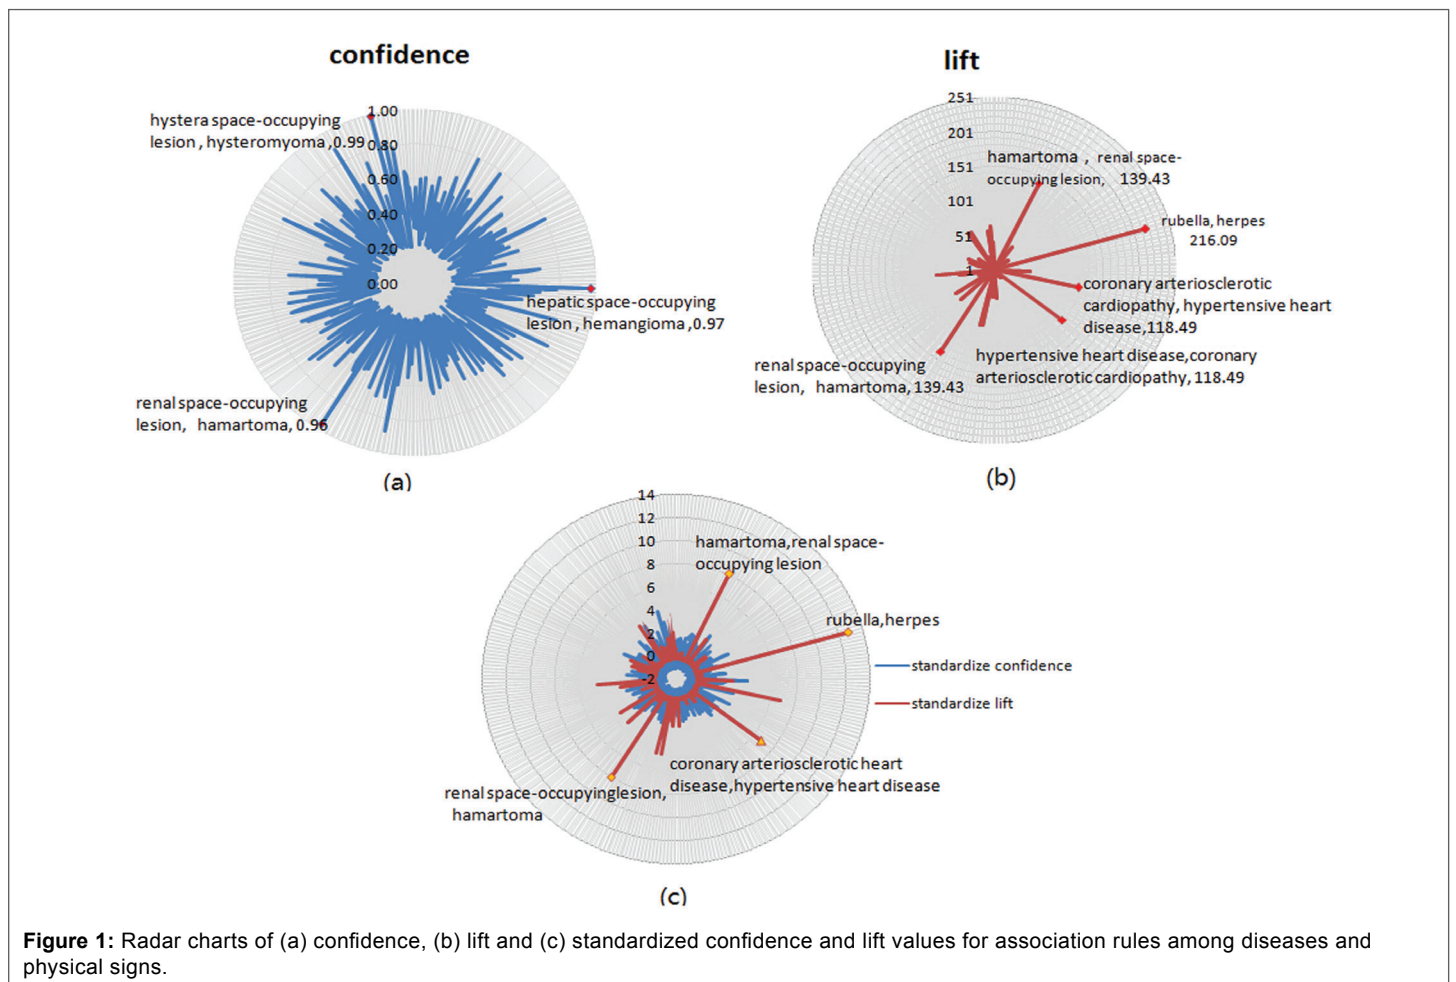 confidence
1.00
hystera space-occupying
lesion , hysteromyoma ,0.99
0.80
0.60
0.40
0.20
0.00
hepatic space-occupying
lesion , hemangioma ,0.97
renal space-occupying
lesion, hamartoma, 0.96
(a)
lift
251
201
151
101
51
1
hamartoma , renal space-
occupying lesion, 139.43
rubella, herpes
216.09
coronary arteriosclerotic
cardiopathy, hypertensive heart
disease,118.49
hypertensive heart disease,coronary
arteriosclerotic cardiopathy, 118.49
renal space-occupying
lesion, hamartoma, 139.43
(b)
14
12
10
8
6
4
2
0
-2
hamartoma,renal space-
occupying lesion
rubella,herpes
standardize confidence
standardize lift
coronary arteriosclerotic heart
disease,hypertensive heart disease
renal space-occupyinglesion,
hamartoma
(c)
Figure 1: Radar charts of (a) confidence, (b) lift and (c) standardized confidence and lift values for association rules among diseases and
physical signs.